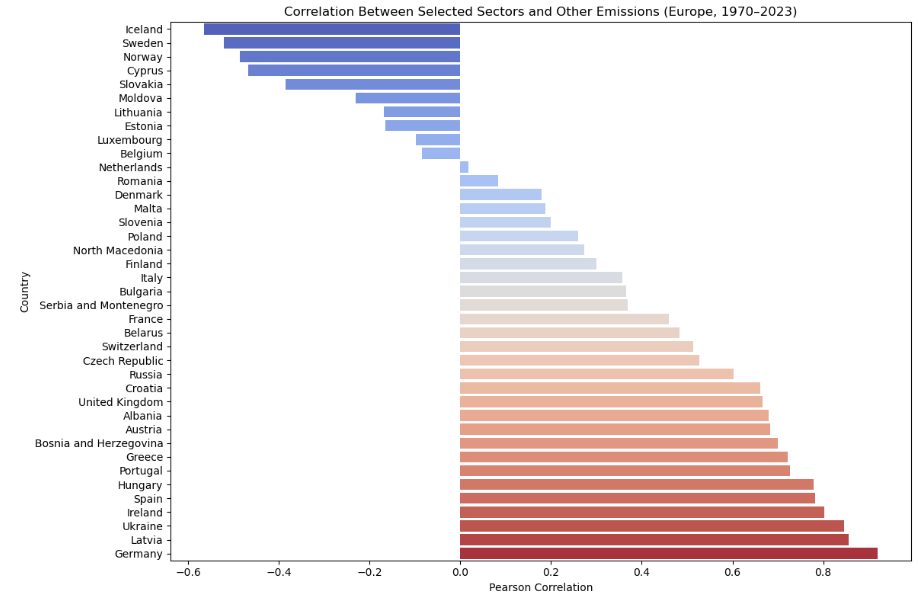 Correlation Between Selected Sectors and Other Emissions (Europe, 1970–2023)
Country
Iceland
Sweden
Norway
Cyprus
Slovakia
Moldova
Lithuania
Estonia
Luxembourg
Belgium
Netherlands
Romania
Denmark
Malta
Slovenia
Poland
North Macedonia
Finland
Italy
Bulgaria
Serbia and Montenegro
France
Belarus
Switzerland
Czech Republic
Russia
Croatia
United Kingdom
Albania
Austria
Bosnia and Herzegovina
Greece
Portugal
Hungary
Spain
Ireland
Ukraine
Latvia
Germany
−0.6 −0.4 −0.2 0.0 0.2 0.4 0.6 0.8
Pearson Correlation